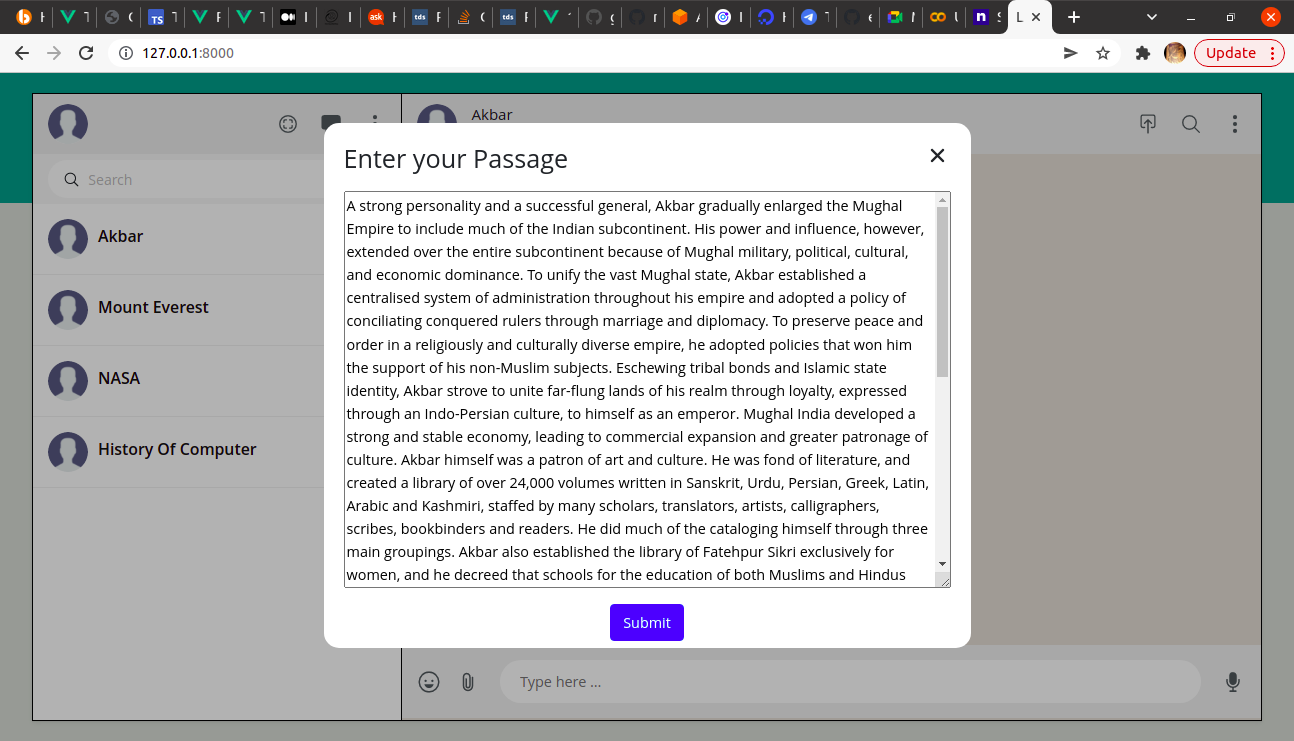 Update
127.0.0.1:8000
Akbar
Search
Akbar
Mount Everest
NASA
History Of Computer
Enter your Passage
A strong personality and a successful general, Akbar gradually enlarged the Mughal
Empire to include much of the Indian subcontinent. His power and influence, however,
extended over the entire subcontinent because of Mughal military, political, cultural,
and economic dominance. To unify the vast Mughal state, Akbar established a
centralised system of administration throughout his empire and adopted a policy of
conciliating conquered rulers through marriage and diplomacy. To preserve peace and
order in a religiously and culturally diverse empire, he adopted policies that won him
the support of his non-Muslim subjects. Eschewing tribal bonds and Islamic state
identity, Akbar strove to unite far-flung lands of his realm through loyalty, expressed
through an Indo-Persian culture, to himself as an emperor. Mughal India developed a
strong and stable economy, leading to commercial expansion and greater patronage of
culture. Akbar himself was a patron of art and culture. He was fond of literature, and
created a library of over 24,000 volumes written in Sanskrit, Urdu, Persian, Greek, Latin,
Arabic and Kashmiri, staffed by many scholars, translators, artists, calligraphers,
scribes, bookbinders and readers. He did much of the cataloging himself through three
main groupings. Akbar also established the library of Fatehpur Sikri exclusively for
women, and he decreed that schools for the education of both Muslims and Hindus
Submit
Type here ...